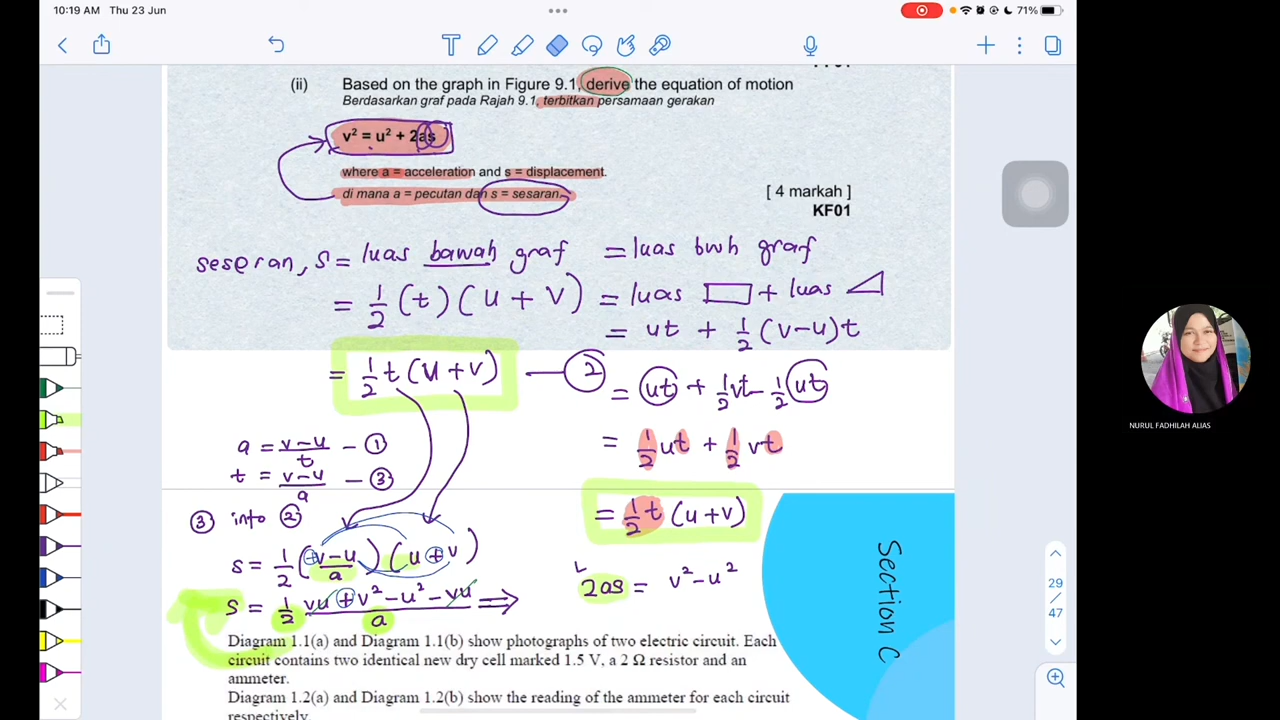 10:19 AM Thu 23 Jun
71%
(ii) Based on the graph in Figure 9.1, derive the equation of motion
Berdasarkan graf pada Rajah 9.1, terbitkan persamaan gerakan
v² = u² + 2as
where a = acceleration and s = displacement.
di mana a = pecutan dan s = sesaran.
[ 4 markah ]
KF01
seseran, s = luas bawah graf = luas bwh graf
= 1/2 (t) (u + v) = luas + luas
= ut + 1/2 (v-u)t
= 1/2 t (u + v) — 2
= ut + 1/2 vt - 1/2 ut
a = v-u/t — 1
= 1/2 ut + 1/2 vt
t = v-u/a — 3
3 into 2
= 1/2 t (u+v)
s = 1/2 (+v-u/a) (u + v)
2as = v² - u²
s = 1/2 vu + v² - u² - vu/a ⇒
Section C
Diagram 1.1(a) and Diagram 1.1(b) show photographs of two electric circuit. Each
circuit contains two identical new dry cell marked 1.5 V, a 2 Ω resistor and an
ammeter.
Diagram 1.2(a) and Diagram 1.2(b) show the reading of the ammeter for each circuit
respectively.
29
/
47
NURUL FADHILAH ALIAS